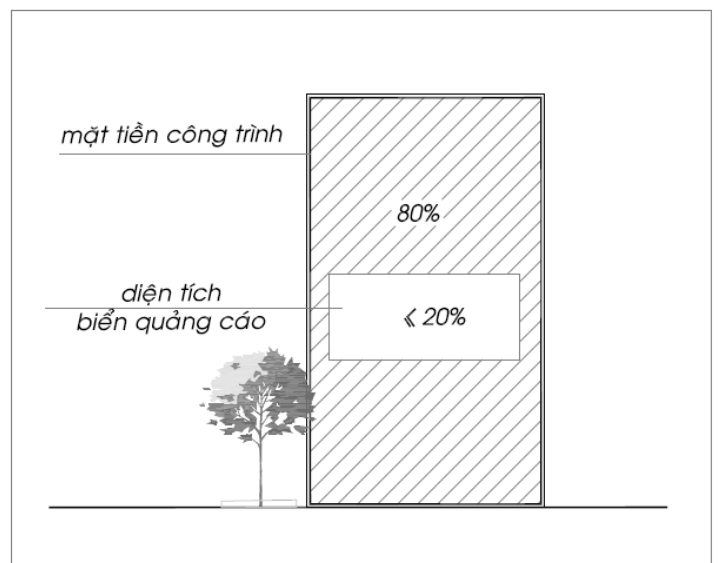 mặt tiền công trình
80%
diện tích
biển quảng cáo
≤ 20%